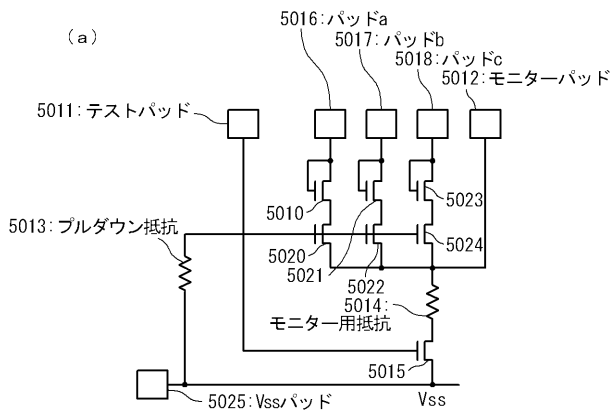 (a)
5016:パッドa
5017:パッドb
5018:パッドc
5012:モニターパッド
5011:テストパッド
5010
5023
5013:プルダウン抵抗
5020
5021
5022
5024
5014:
モニター用抵抗
5015
5025:Vssパッド
Vss